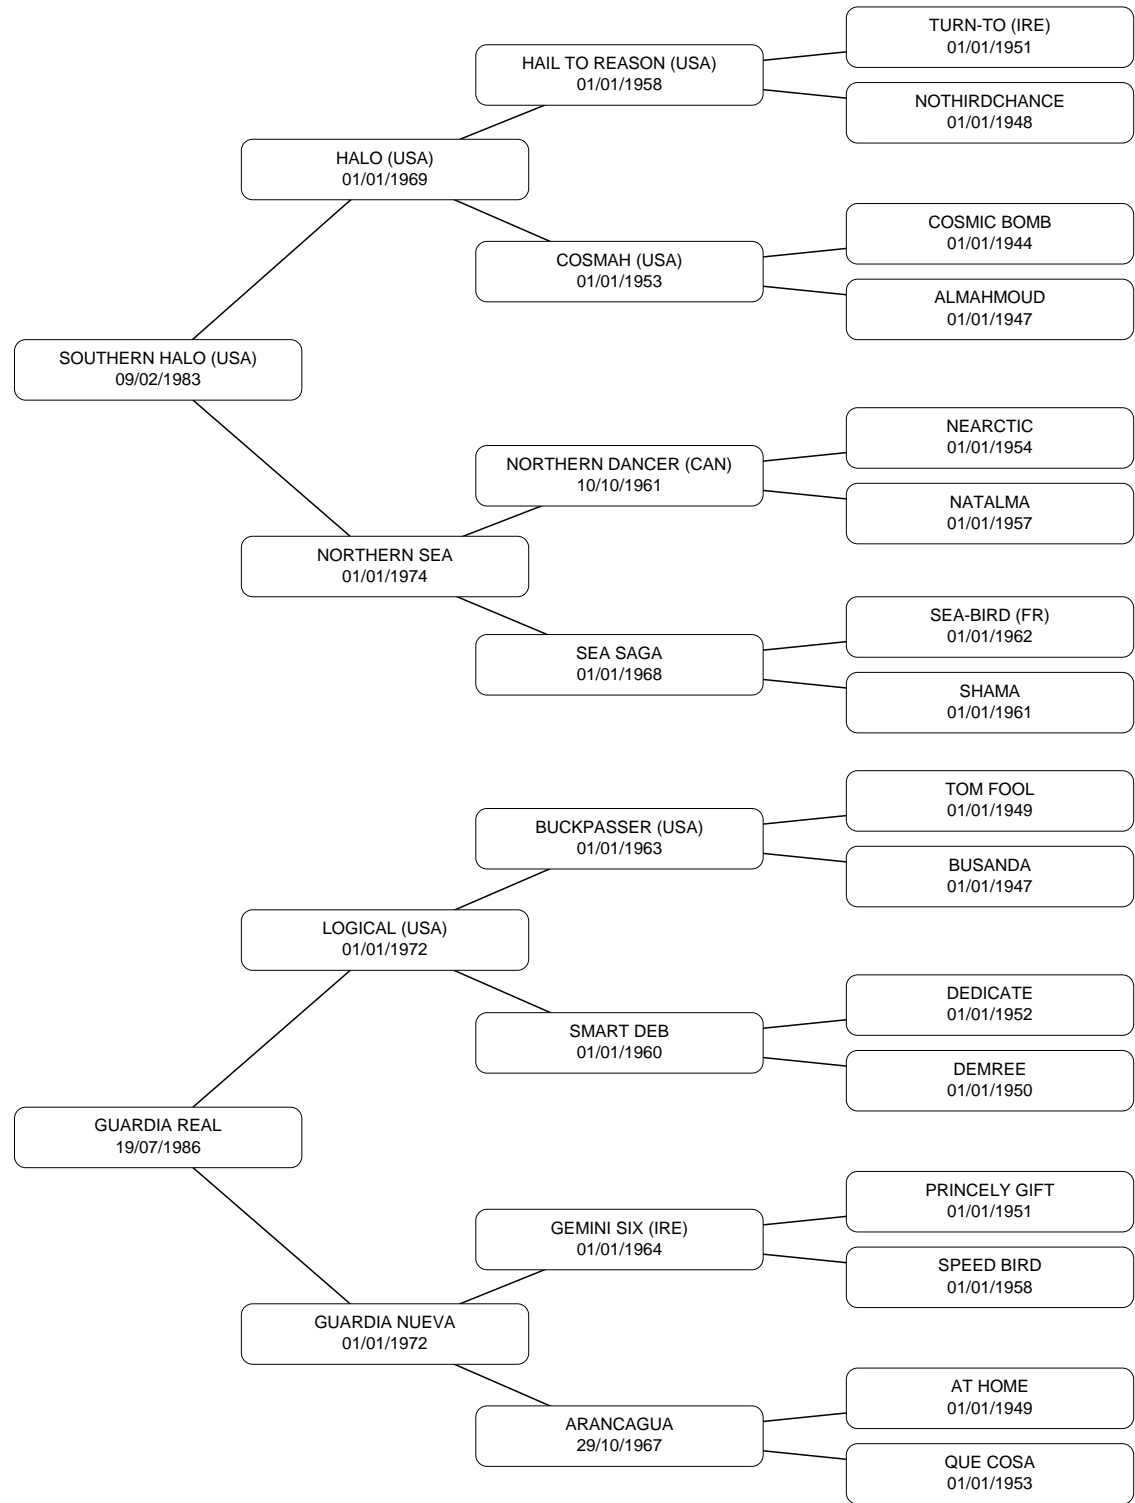 TURN-TO (IRE)
01/01/1951
HAIL TO REASON (USA)
01/01/1958
NOTHIRDCHANCE
01/01/1948
HALO (USA)
01/01/1969
COSMIC BOMB
01/01/1944
COSMAH (USA)
01/01/1953
ALMAHMOUD
01/01/1947
SOUTHERN HALO (USA)
09/02/1983
NEARCTIC
01/01/1954
NORTHERN DANCER (CAN)
10/10/1961
NATALMA
01/01/1957
NORTHERN SEA
01/01/1974
SEA-BIRD (FR)
01/01/1962
SEA SAGA
01/01/1968
SHAMA
01/01/1961
TOM FOOL
01/01/1949
BUCKPASSER (USA)
01/01/1963
BUSANDA
01/01/1947
LOGICAL (USA)
01/01/1972
DEDICATE
01/01/1952
SMART DEB
01/01/1960
DEMREE
01/01/1950
GUARDIA REAL
19/07/1986
PRINCELY GIFT
01/01/1951
GEMINI SIX (IRE)
01/01/1964
SPEED BIRD
01/01/1958
GUARDIA NUEVA
01/01/1972
AT HOME
01/01/1949
ARANCAGUA
29/10/1967
QUE COSA
01/01/1953